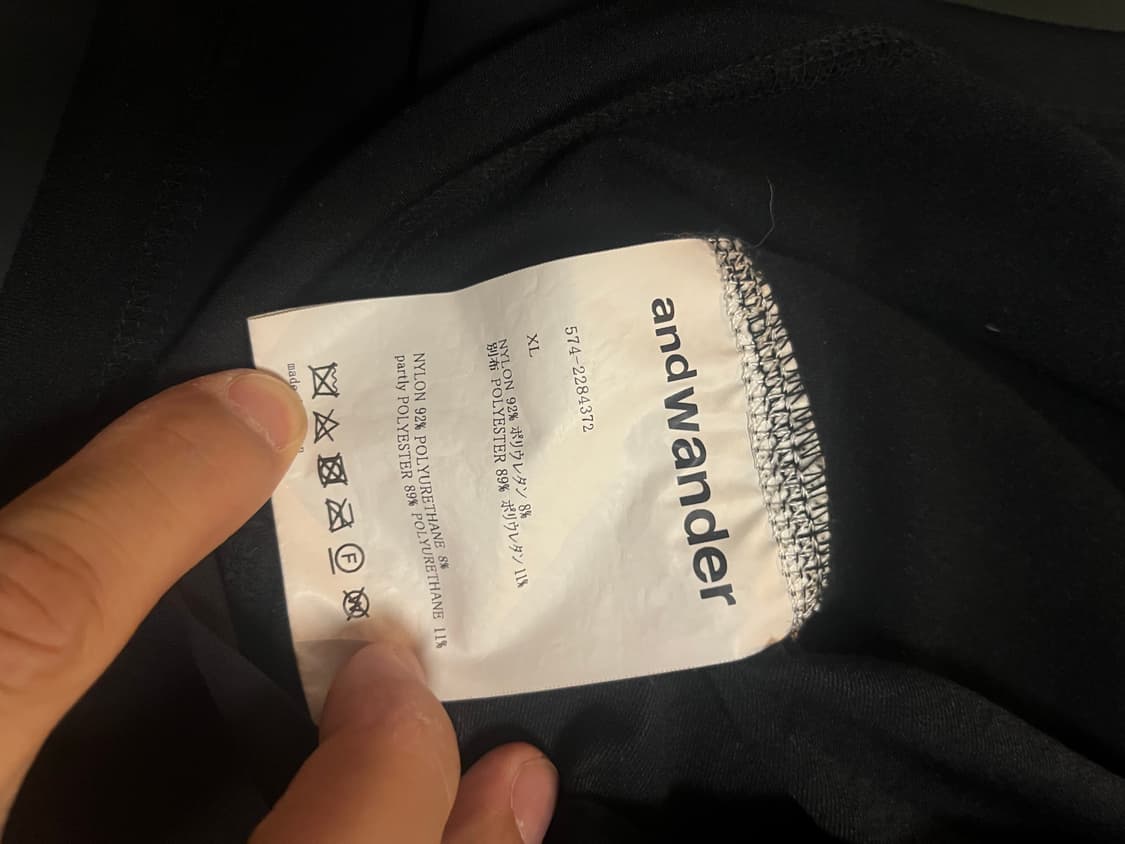 andwander
574-2284372
XL
NYLON 92% ポリウレタン 8%
別布 POLYESTER 89% ポリウレタン 11%
NYLON 92% POLYURETHANE 8%
partly POLYESTER 89% POLYURETHANE 11%
F
W
made